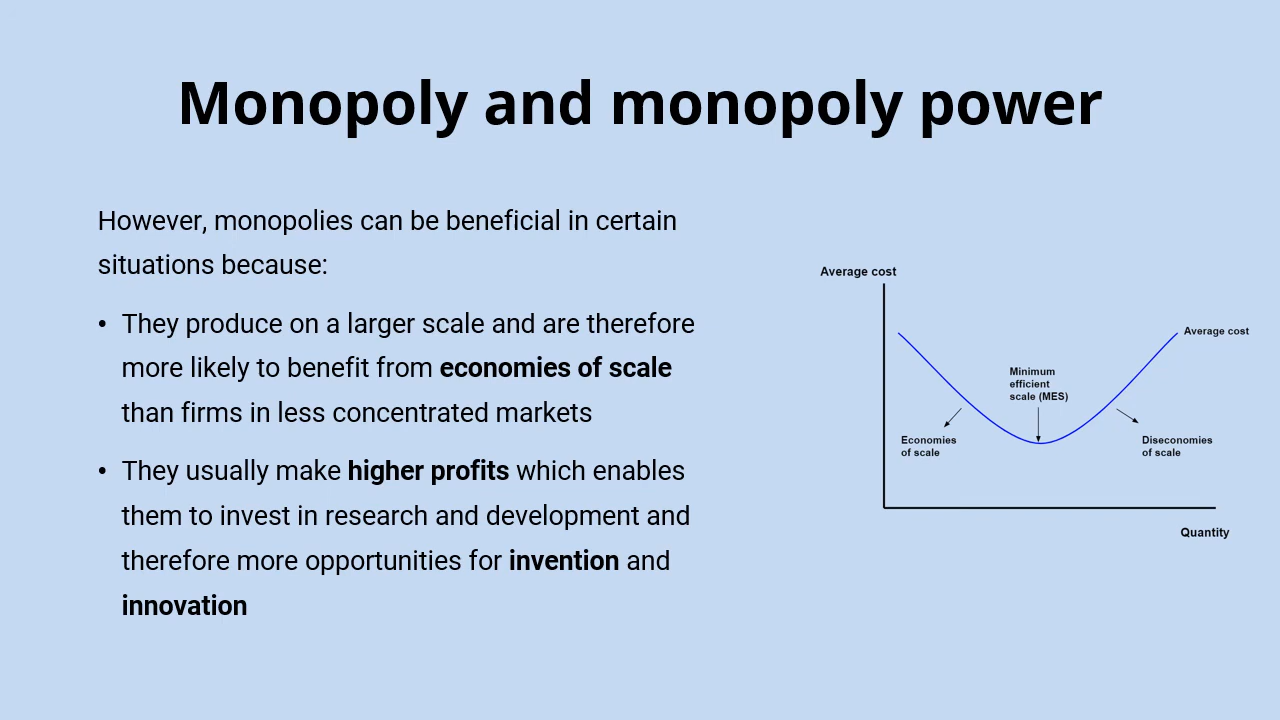 Monopoly and monopoly power
However, monopolies can be beneficial in certain
situations because:
• They produce on a larger scale and are therefore
more likely to benefit from economies of scale
than firms in less concentrated markets
• They usually make higher profits which enables
them to invest in research and development and
therefore more opportunities for invention and
innovation
Average cost
Average cost
Minimum
efficient
scale (MES)
Economies
of scale
Diseconomies
of scale
Quantity